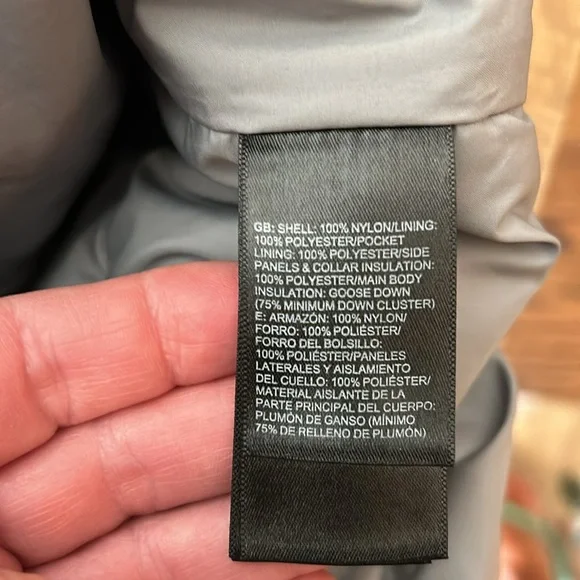 GB: SHELL: 100% NYLON/LINING:
100% POLYESTER/POCKET
LINING: 100% POLYESTER/SIDE
PANELS & COLLAR INSULATION:
100% POLYESTER/MAIN BODY
INSULATION: GOOSE DOWN
(75% MINIMUM DOWN CLUSTER)
E: ARMAZÓN: 100% NYLON/
FORRO: 100% POLIÉSTER/
FORRO DEL BOLSILLO:
100% POLIÉSTER/PANELES
LATERALES Y AISLAMIENTO
DEL CUELLO: 100% POLIÉSTER/
MATERIAL AISLANTE DE LA
PARTE PRINCIPAL DEL CUERPO:
PLUMÓN DE GANSO (MÍNIMO
75% DE RELLENO DE PLUMÓN)